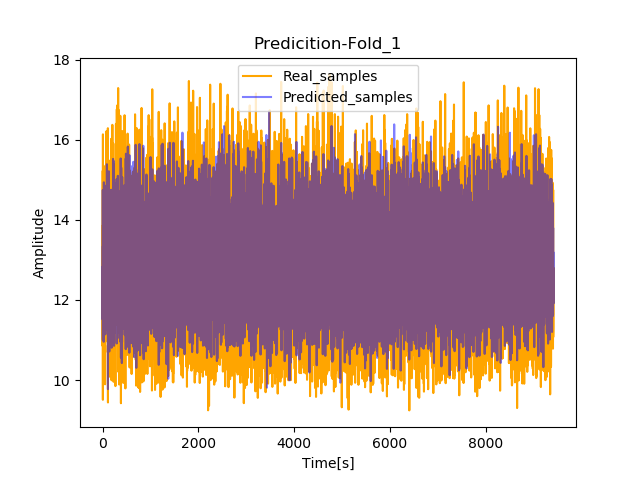 Predicition-Fold_1
Real_samples
Predicted_samples
18
16
14
12
10
Amplitude
0 2000 4000 6000 8000
Time[s]